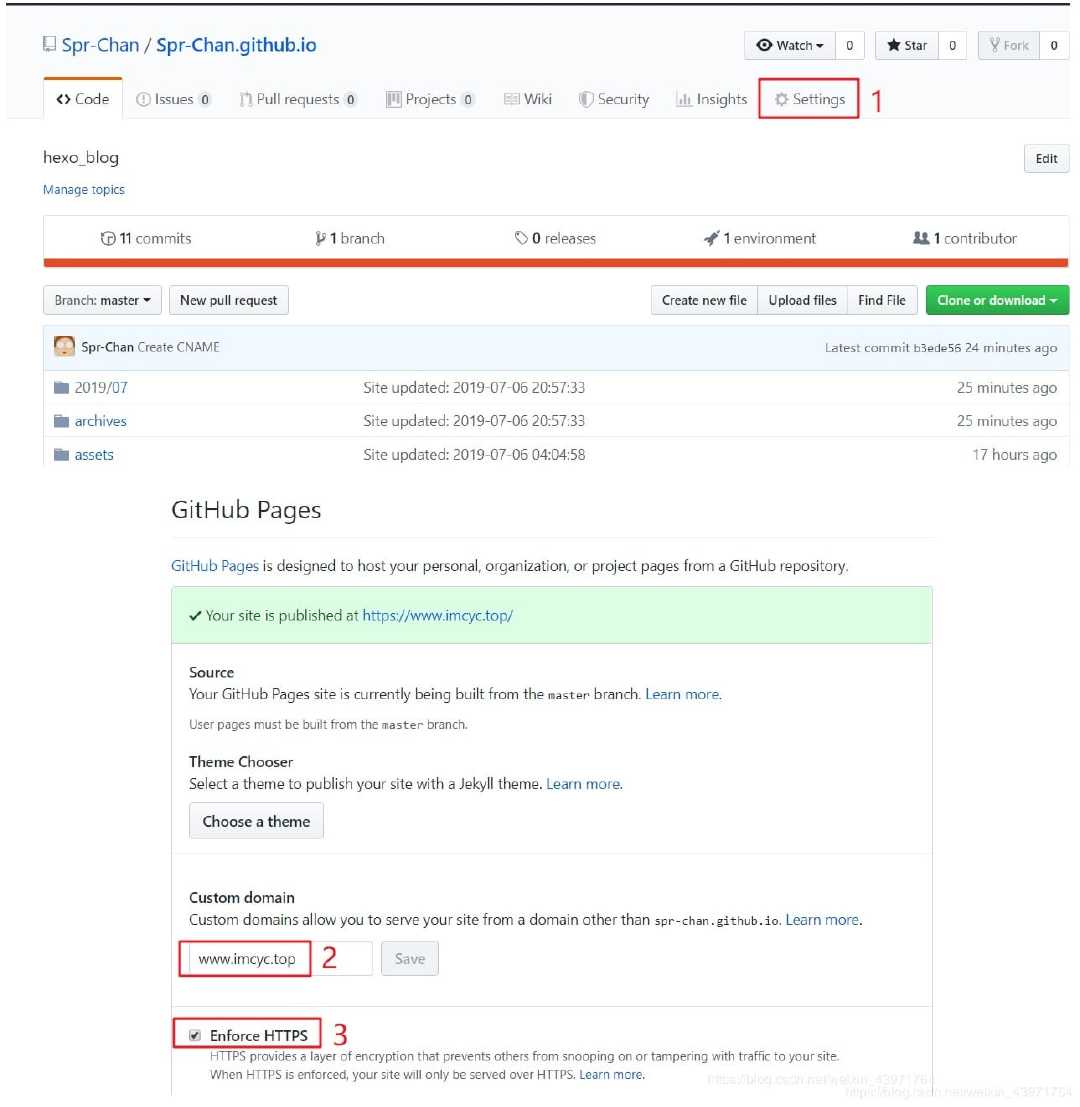 Spr-Chan / Spr-Chan.github.io Watch 0 Star 0 Fork 0
Code Issues 0 Pull requests 0 Projects 0 Wiki Security Insights Settings 1
hexo_blog Edit
Manage topics
11 commits 1 branch 0 releases 1 environment 1 contributor
Branch: master New pull request Create new file Upload files Find File Clone or download
Spr-Chan Create CNAME Latest commit b3ede56 24 minutes ago
2019/07 Site updated: 2019-07-06 20:57:33 25 minutes ago
archives Site updated: 2019-07-06 20:57:33 25 minutes ago
assets Site updated: 2019-07-06 04:04:58 17 hours ago
GitHub Pages
GitHub Pages is designed to host your personal, organization, or project pages from a GitHub repository.
Your site is published at https://www.imcyc.top/
Source
Your GitHub Pages site is currently being built from the master branch. Learn more.
User pages must be built from the master branch.
Theme Chooser
Select a theme to publish your site with a Jekyll theme. Learn more.
Choose a theme
Custom domain
Custom domains allow you to serve your site from a domain other than spr-chan.github.io. Learn more.
www.imcyc.top 2 Save
Enforce HTTPS 3
HTTPS provides a layer of encryption that prevents others from snooping on or tampering with traffic to your site.
When HTTPS is enforced, your site will only be served over HTTPS. Learn more.
https://blog.csdn.net/weixin_43971764